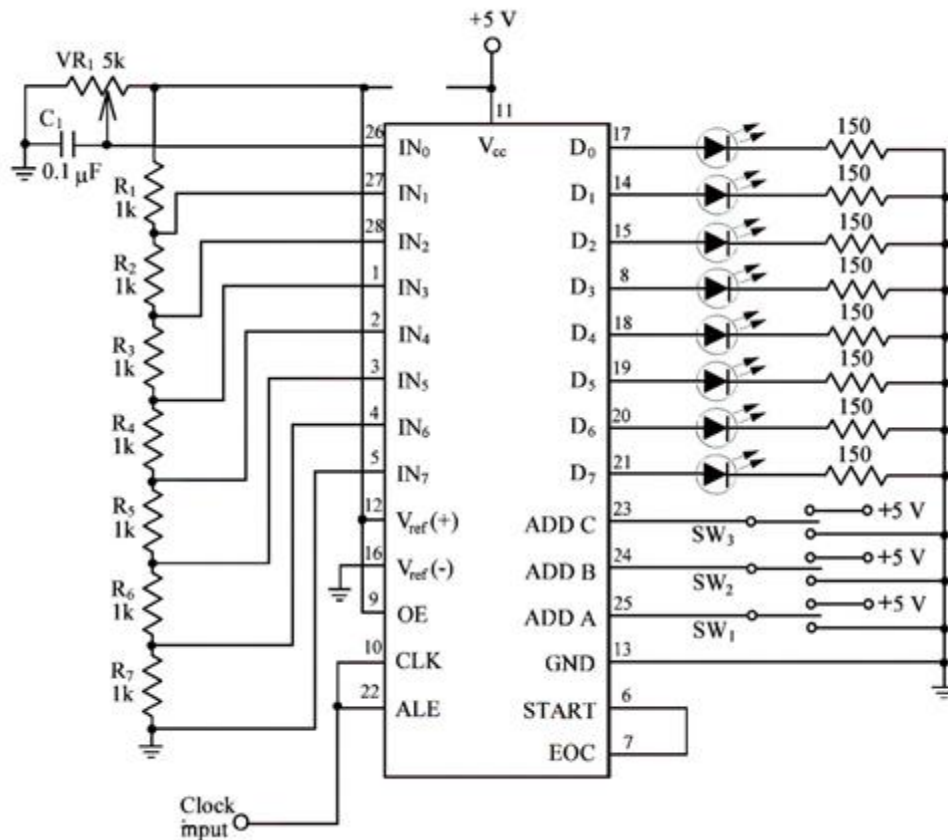 +5 V
VR₁ 5k
C₁
0.1 μF
11
Vcc
26
IN₀
D₀
17
150
R₁
1k
27
IN₁
D₁
14
150
R₂
1k
28
IN₂
D₂
15
150
R₃
1k
1
IN₃
D₃
8
150
R₄
1k
2
IN₄
D₄
18
150
R₅
1k
3
IN₅
D₅
19
150
R₆
1k
4
IN₆
D₆
20
150
R₇
1k
5
IN₇
D₇
21
150
12
Vref(+)
ADD C
23
SW₃
+5 V
16
Vref(-)
ADD B
24
SW₂
+5 V
9
OE
ADD A
25
SW₁
+5 V
10
CLK
GND
13
22
ALE
START
6
EOC
7
Clock
input